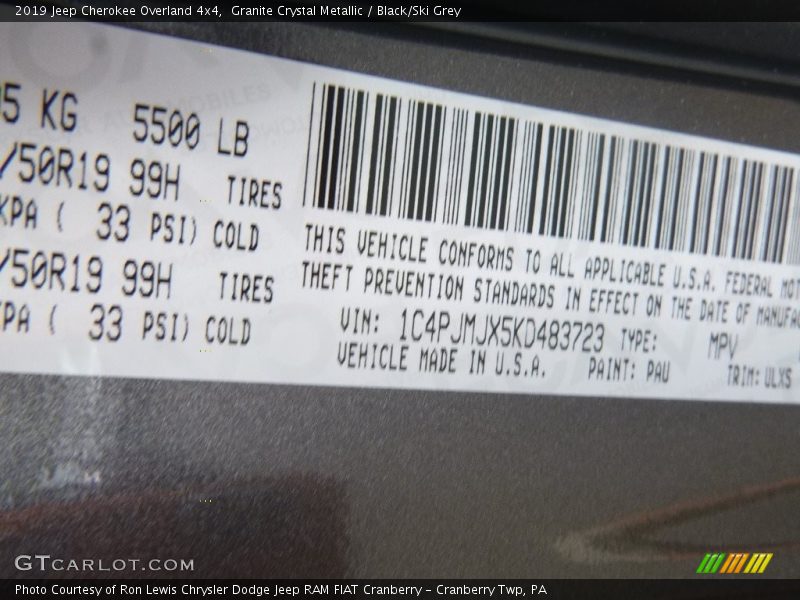 2019 Jeep Cherokee Overland 4x4, Granite Crystal Metallic / Black/Ski Grey
5 KG 5500 LB
/50R19 99H TIRES
KPA ( 33 PSI) COLD
/50R19 99H TIRES
KPA ( 33 PSI) COLD
THIS VEHICLE CONFORMS TO ALL APPLICABLE U.S.A. FEDERAL MOT
THEFT PREVENTION STANDARDS IN EFFECT ON THE DATE OF MANUFAC
VIN: 1C4PJMJX5KD483723 TYPE: MPV
VEHICLE MADE IN U.S.A. PAINT: PAU TRIM: ULXS
GTCARLOT.COM
Photo Courtesy of Ron Lewis Chrysler Dodge Jeep RAM FIAT Cranberry – Cranberry Twp, PA